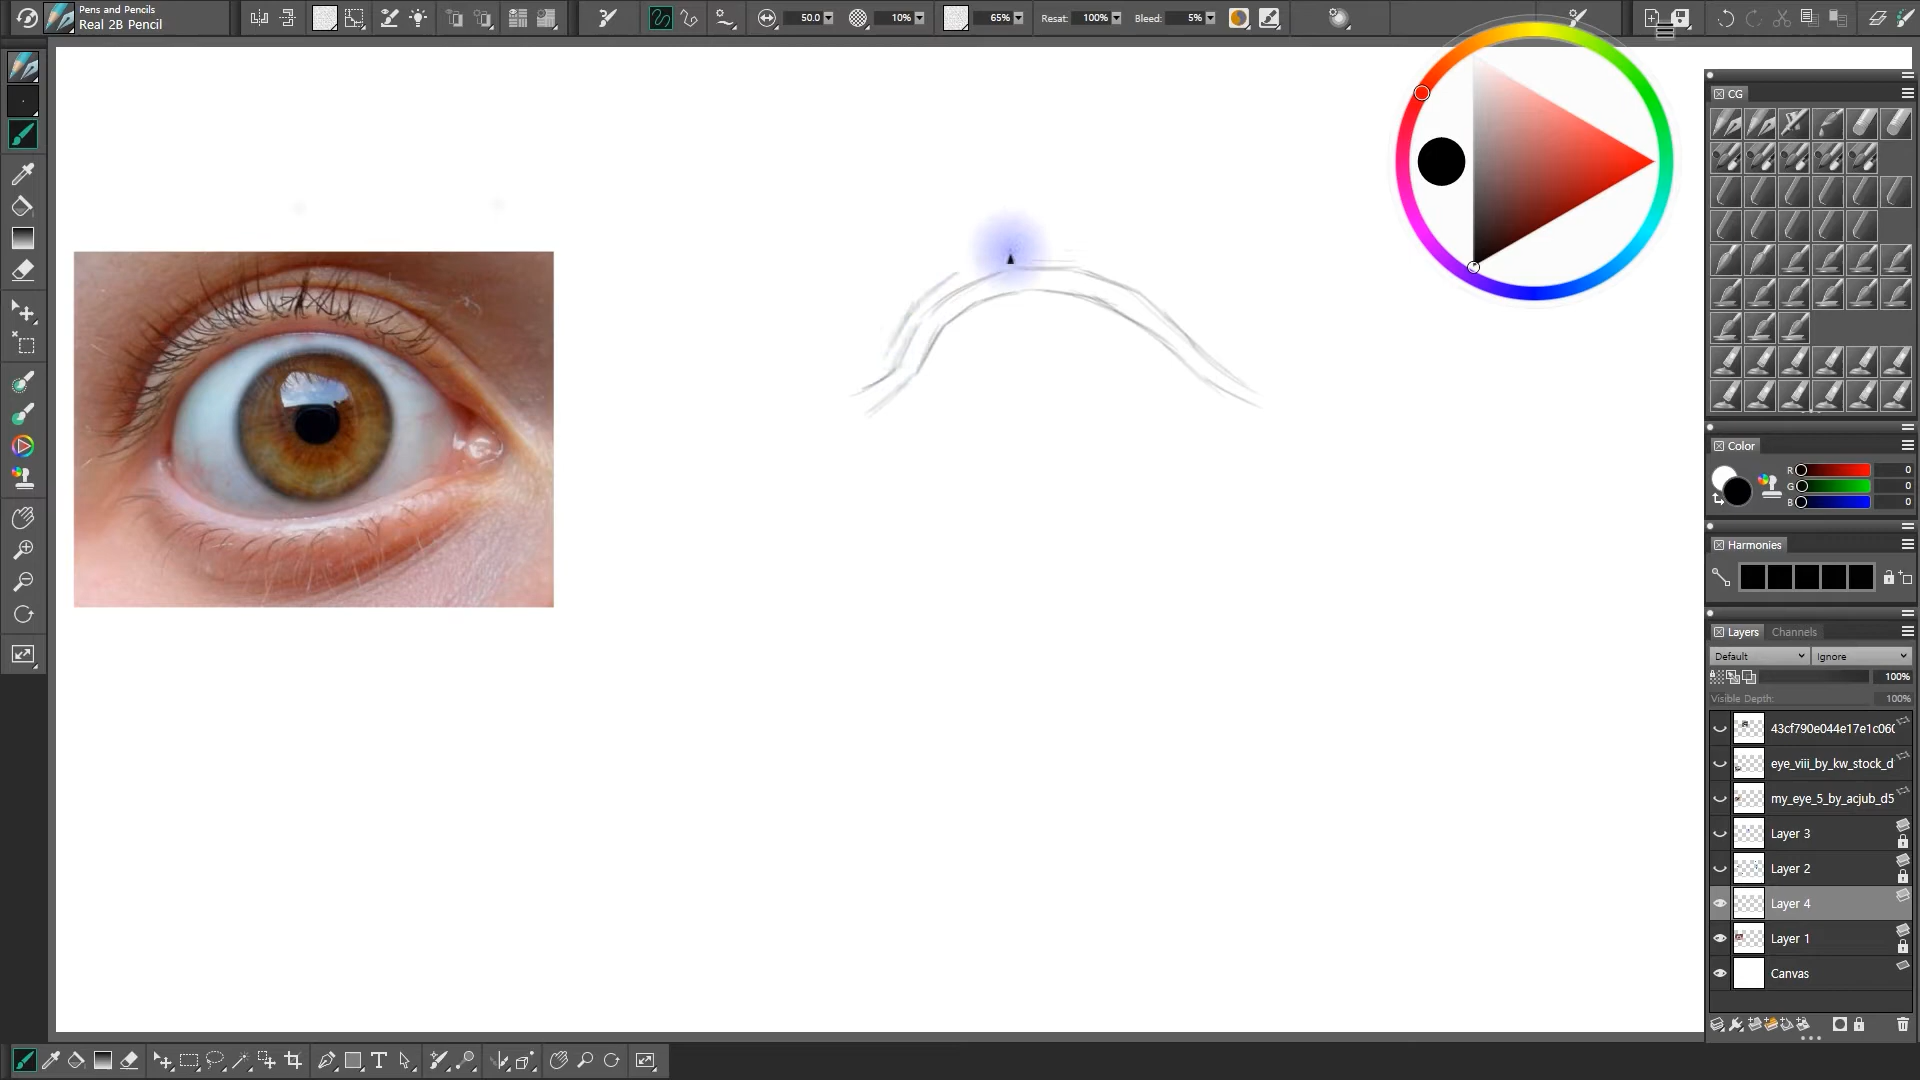 Pens and Pencils
Real 2B Pencil
50.0
10%
65%
Resat: 100%
Bleed: 5%
CG
Color
R 0
G 0
B 0
Harmonies
Layers Channels
Default Ignore
100%
Visible Depth: 100%
43cf790e044e17e1c060
eye_viii_by_kw_stock_d
my_eye_5_by_acjub_d5
Layer 3
Layer 2
Layer 4
Layer 1
Canvas